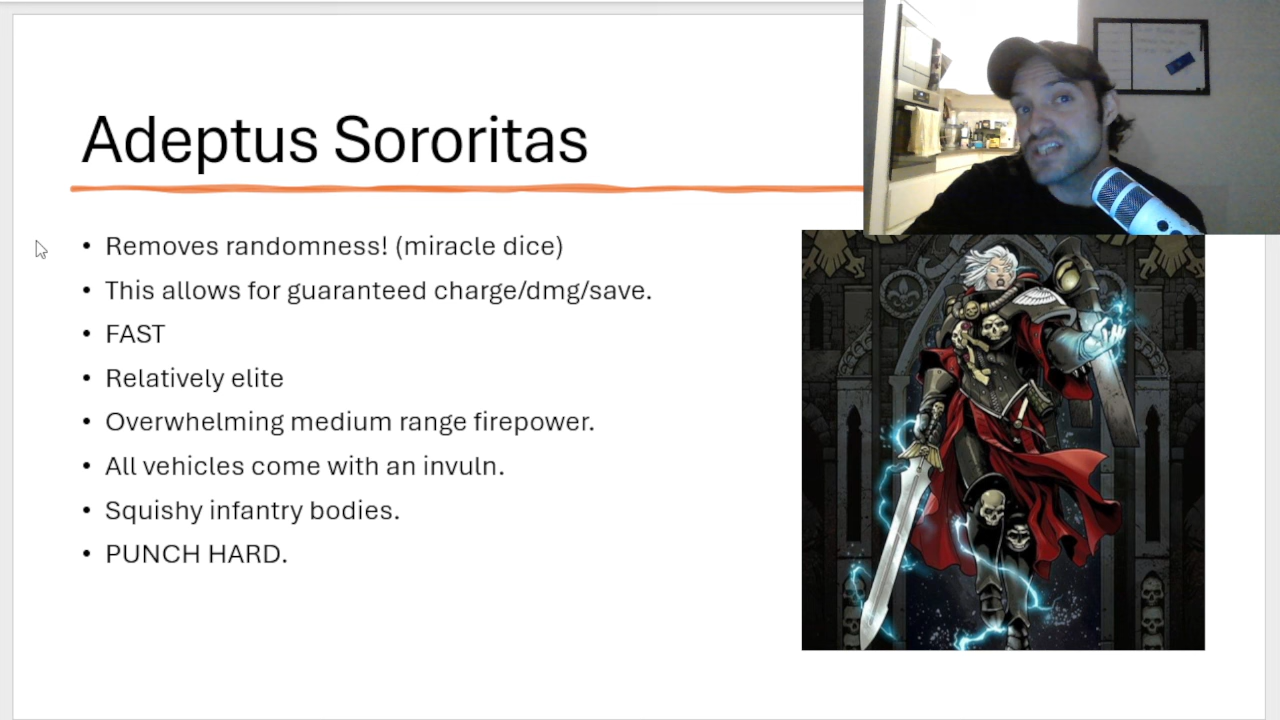 Adeptus Sororitas
• Removes randomness! (miracle dice)
• This allows for guaranteed charge/dmg/save.
• FAST
• Relatively elite
• Overwhelming medium range firepower.
• All vehicles come with an invuln.
• Squishy infantry bodies.
• PUNCH HARD.